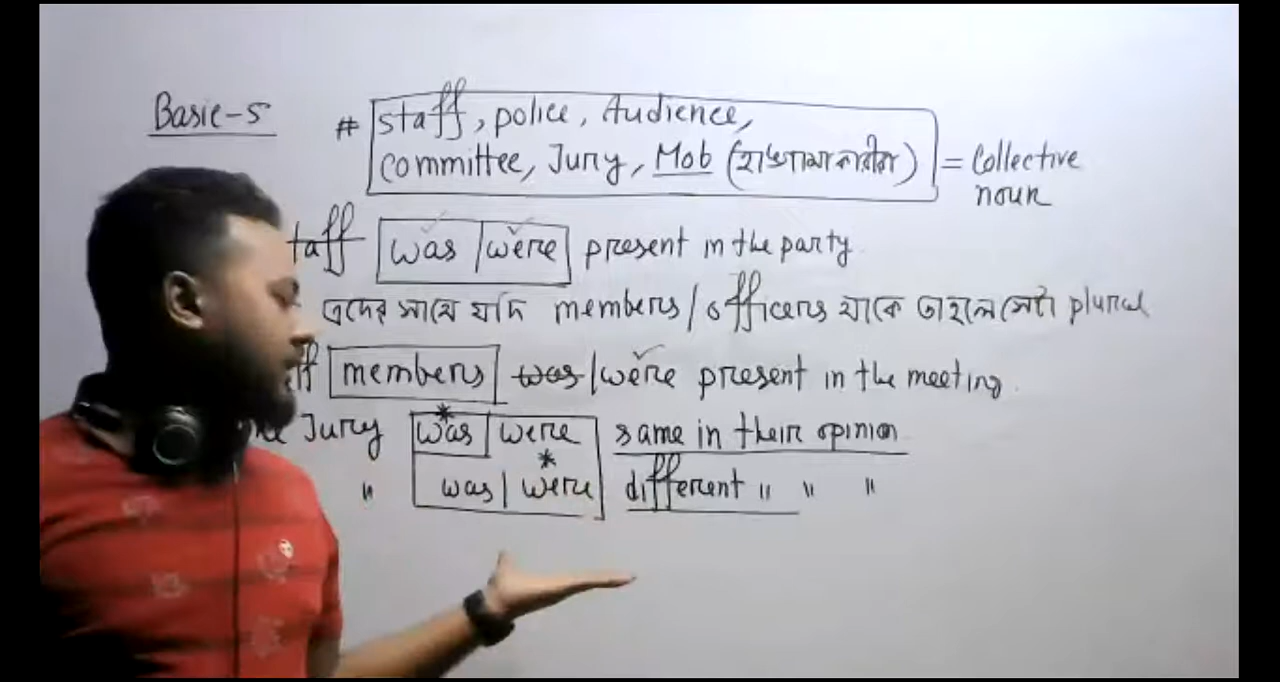 Basic-5
# staff, police, Audience,
committee, Jury, Mob (হাঙ্গামাকারীরা) = Collective noun
taff was/were present in the party
এদের সাথে যদি members/officers থাকে তাহলে সেটা plural
ff members was/were present in the meeting.
Jury was/were same in their opinion
" was/were different " " "